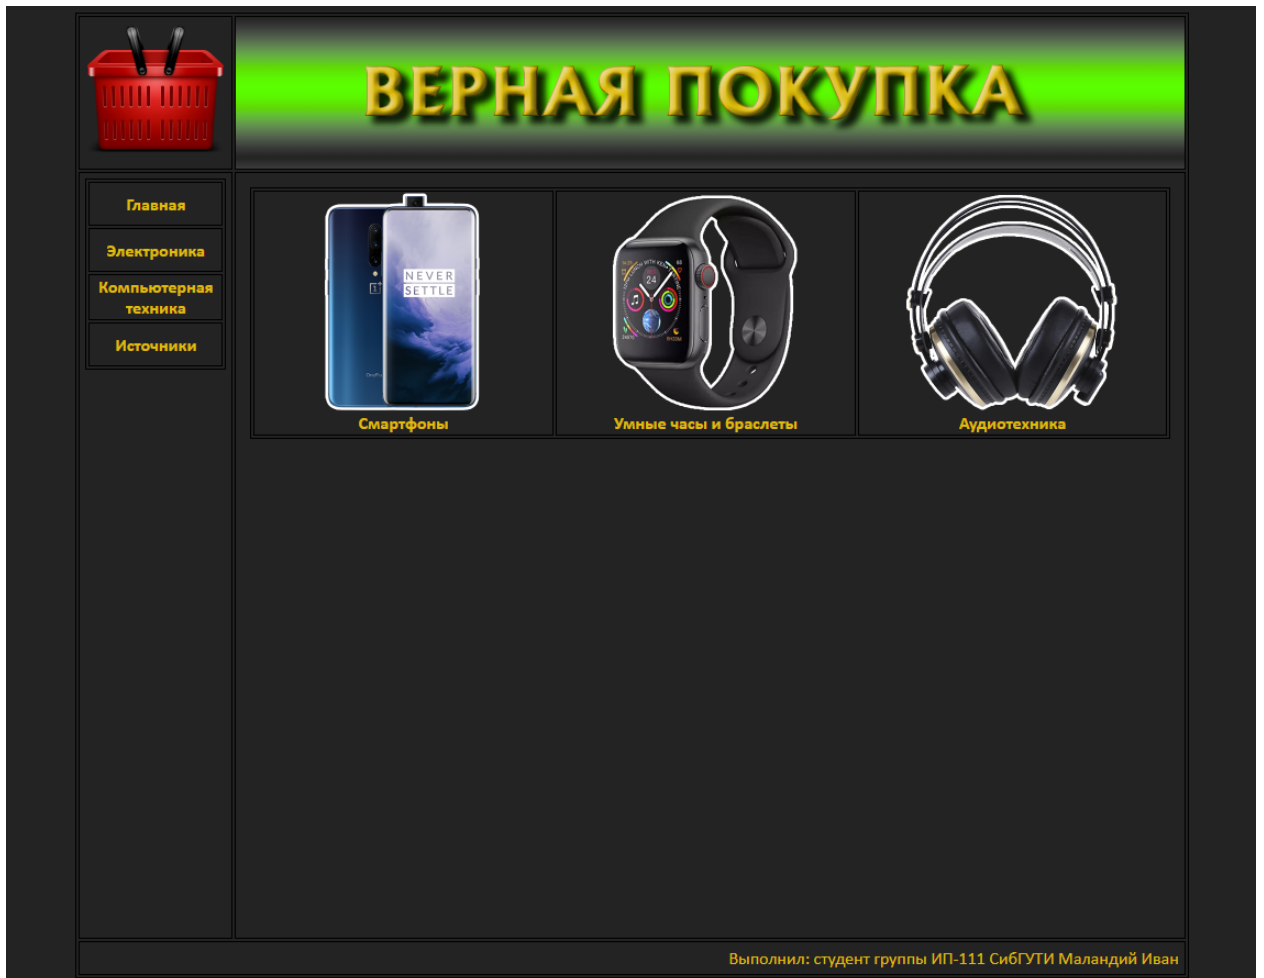 ВЕРНАЯ ПОКУПКА
Главная
Электроника
Компьютерная
техника
Источники
NEVER
SETTLE
24
Смартфоны
Умные часы и браслеты
Аудиотехника
Выполнил: студент группы ИП-111 СибГУТИ Маландий Иван